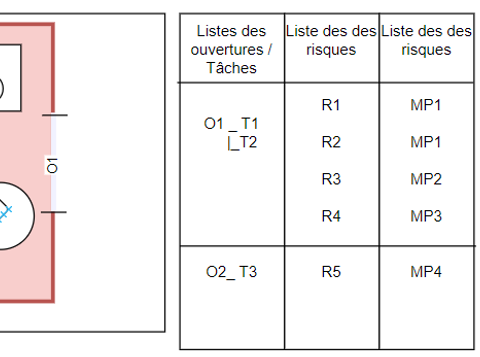 O1
Listes des
ouvertures /
Tâches
Liste des des
risques
Liste des des
risques
O1 _ T1
|_T2
R1
MP1
R2
MP1
R3
MP2
R4
MP3
O2_ T3
R5
MP4